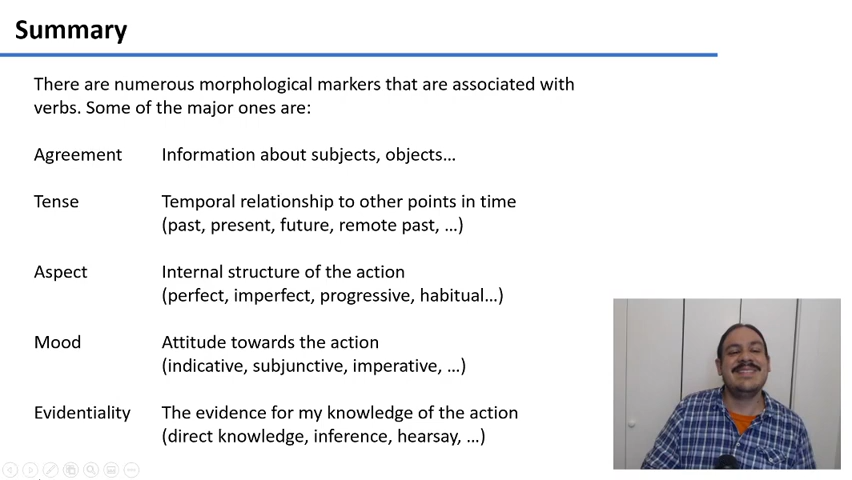 Summary
There are numerous morphological markers that are associated with
verbs. Some of the major ones are:
Agreement Information about subjects, objects…
Tense Temporal relationship to other points in time
(past, present, future, remote past, …)
Aspect Internal structure of the action
(perfect, imperfect, progressive, habitual…)
Mood Attitude towards the action
(indicative, subjunctive, imperative, …)
Evidentiality The evidence for my knowledge of the action
(direct knowledge, inference, hearsay, …)